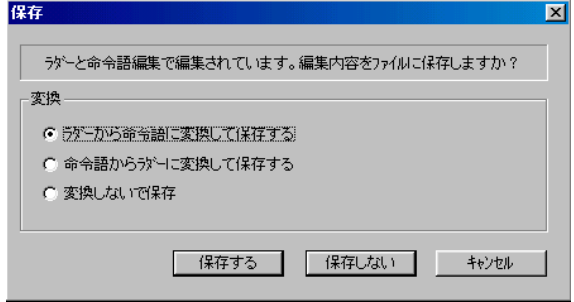 保存
ﾗﾀﾞｰと命令語編集で編集されています。編集内容をﾌｧｲﾙに保存しますか？
変換
ﾗﾀﾞｰから命令語に変換して保存する
命令語からﾗﾀﾞｰに変換して保存する
変換しないで保存
保存する
保存しない
ｷｬﾝｾﾙ